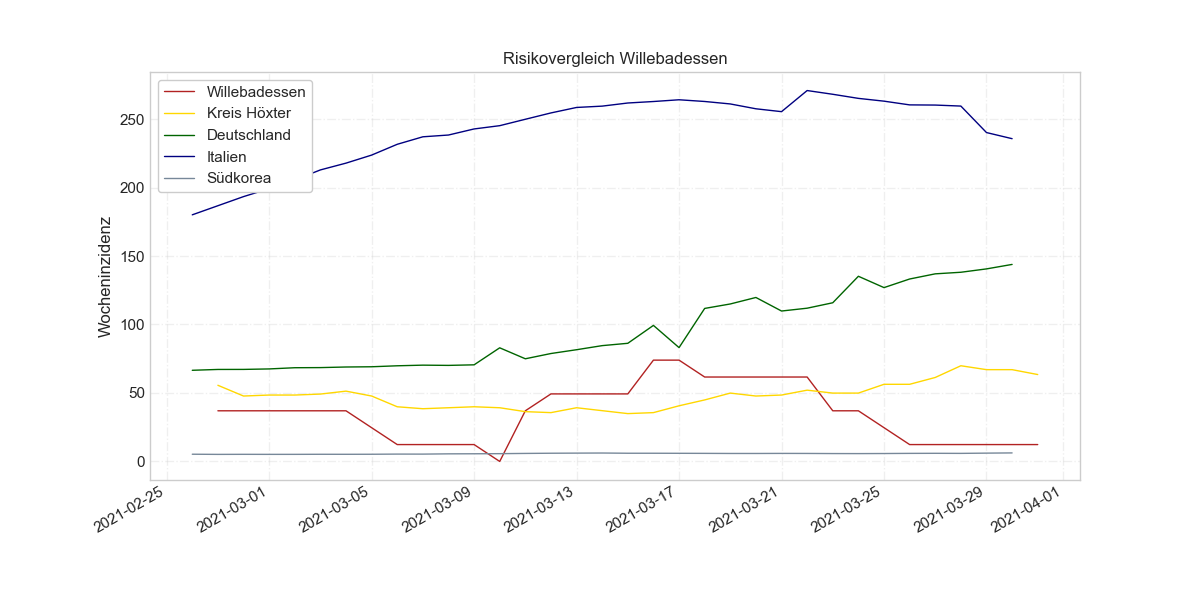 Risikovergleich Willebadessen
Willebadessen
Kreis Höxter
Deutschland
Italien
Südkorea
Wocheninzidenz
250
200
150
100
50
0
2021-02-25
2021-03-01
2021-03-05
2021-03-09
2021-03-13
2021-03-17
2021-03-21
2021-03-25
2021-03-29
2021-04-01